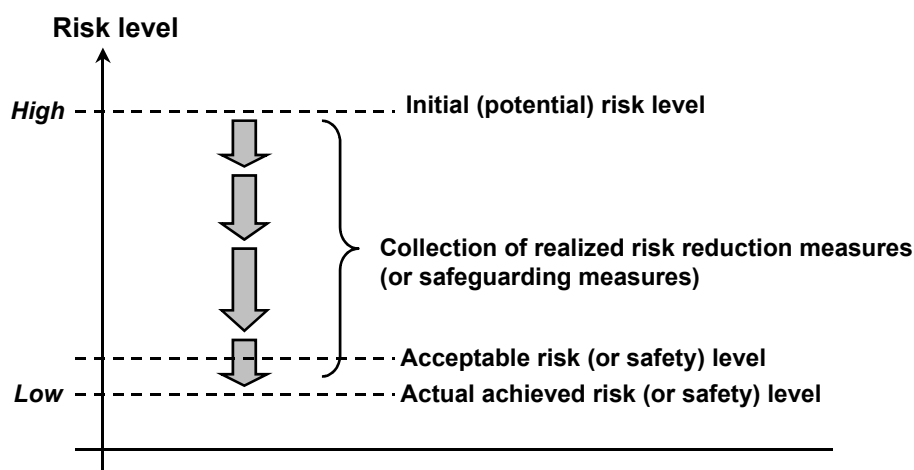 Risk level
High
Initial (potential) risk level
Collection of realized risk reduction measures
(or safeguarding measures)
Acceptable risk (or safety) level
Low
Actual achieved risk (or safety) level